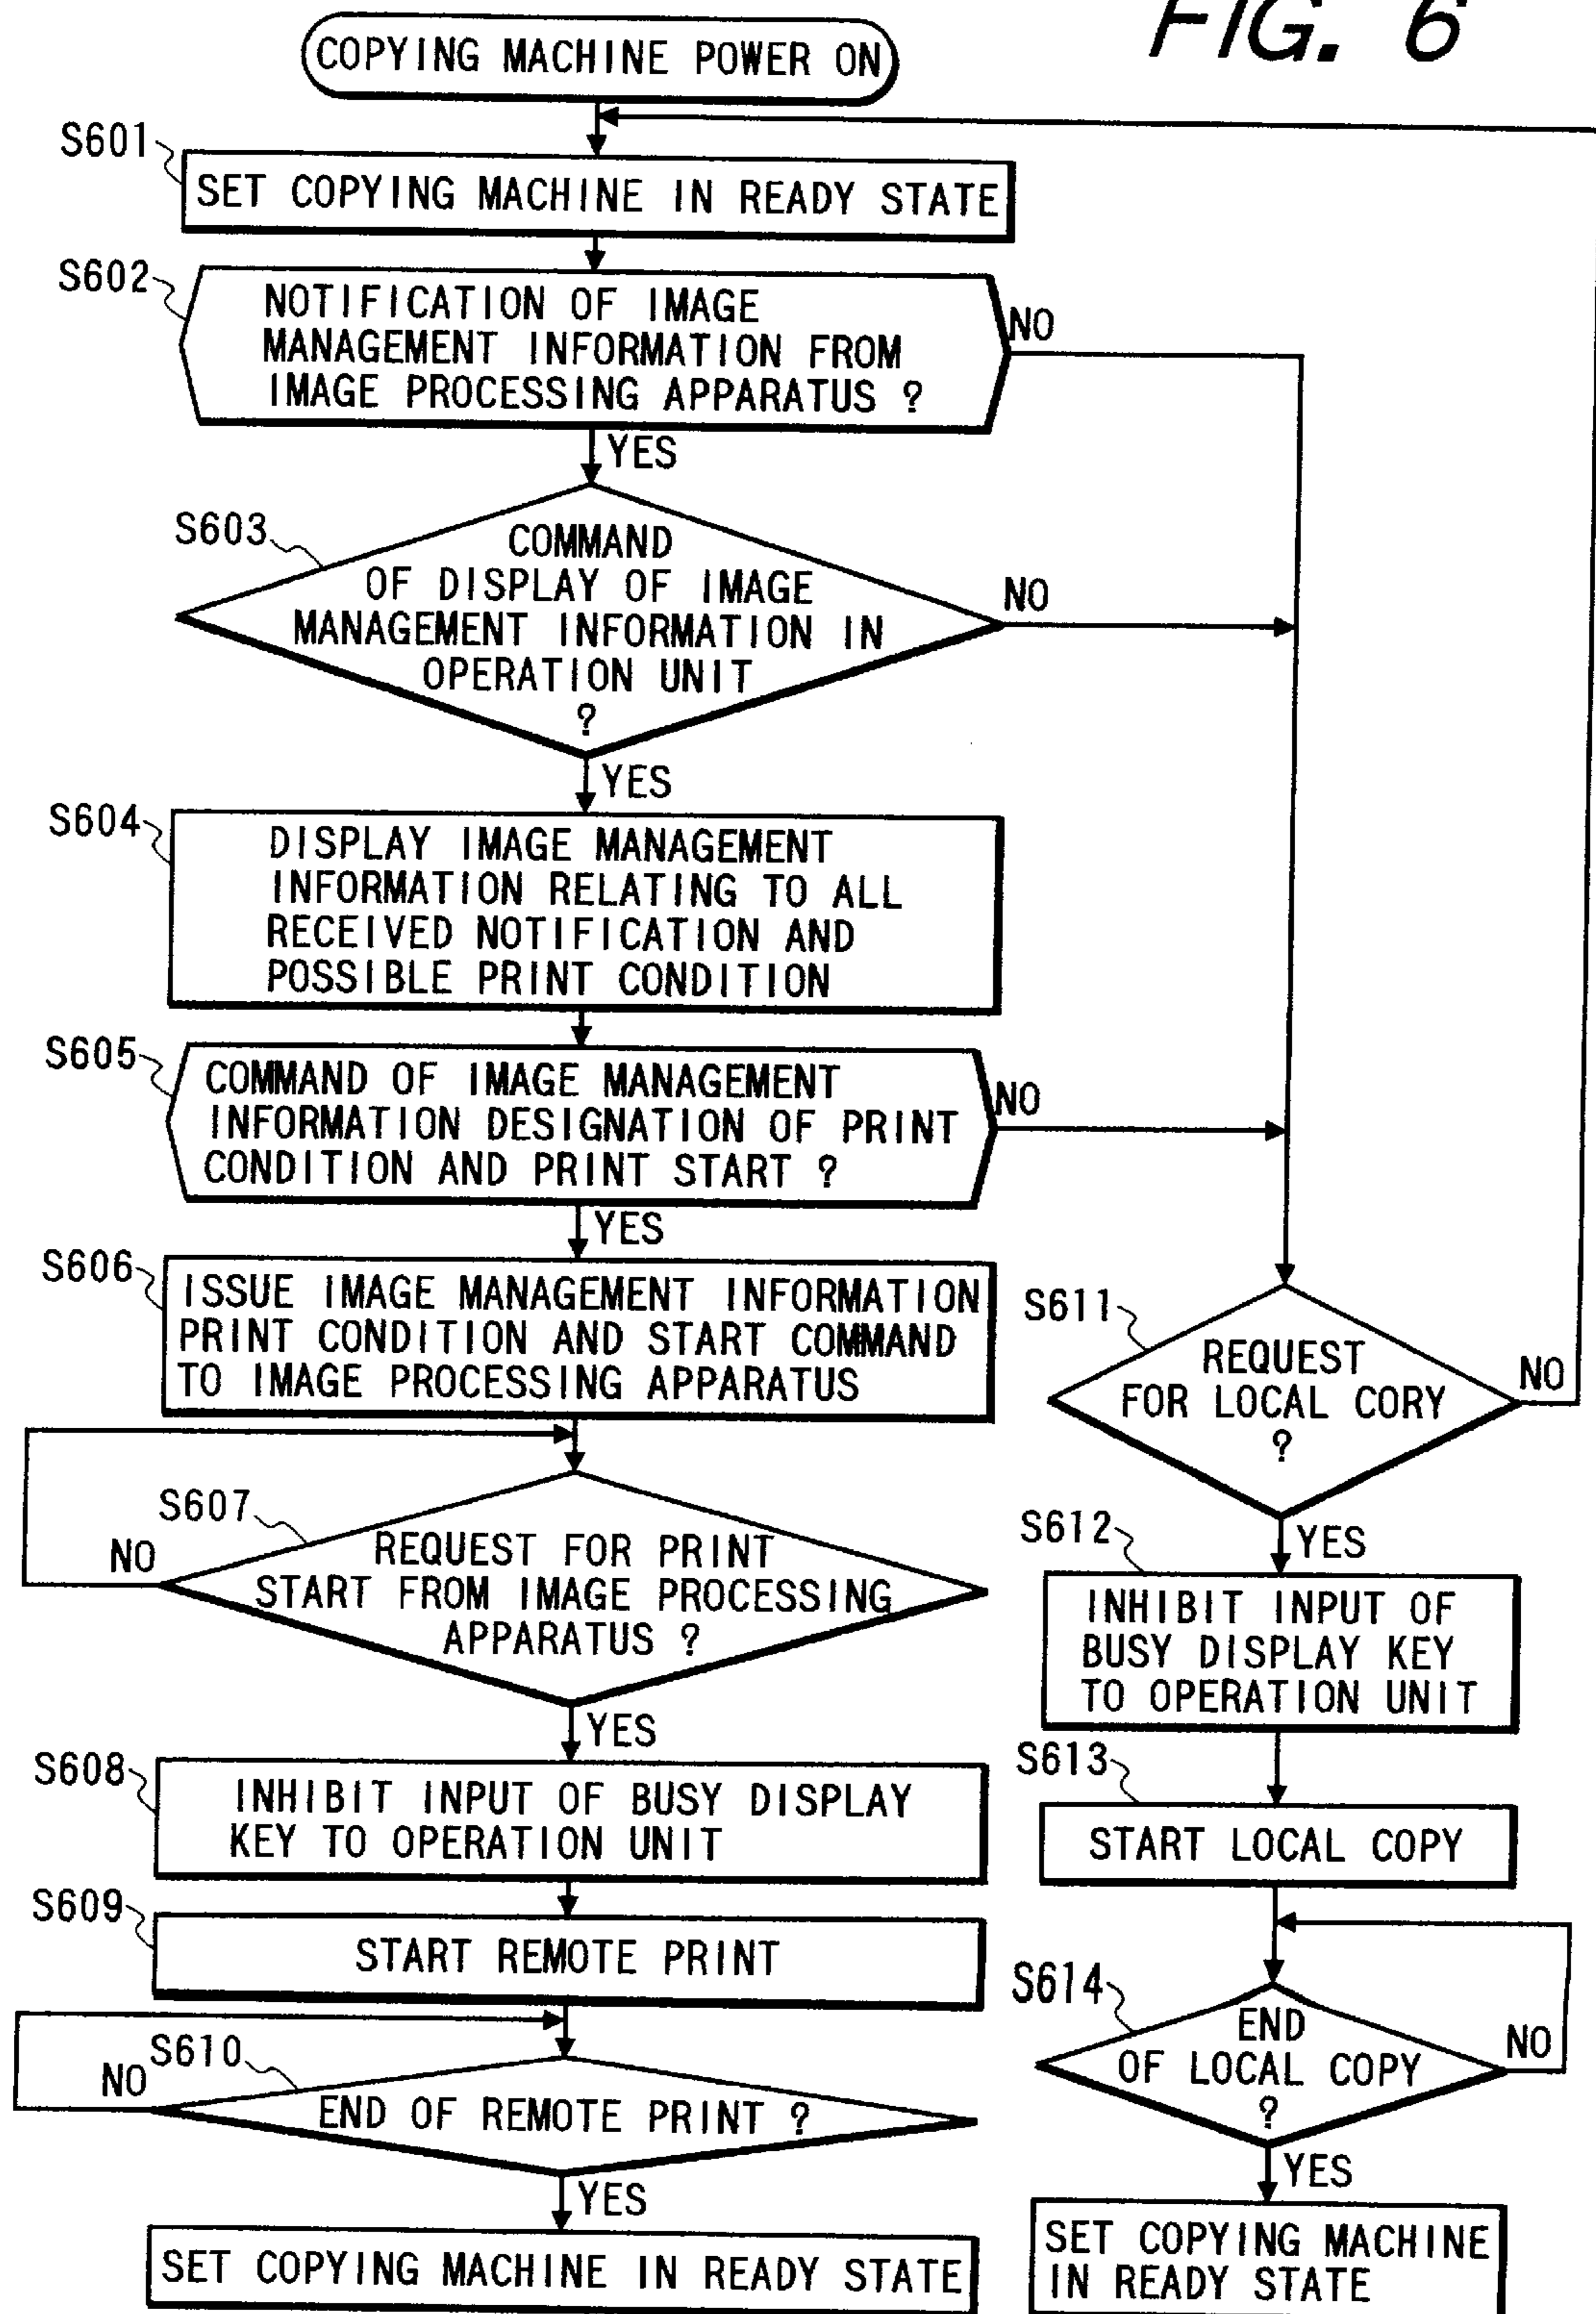 FIG. 6
COPYING MACHINE POWER ON
S601
SET COPYING MACHINE IN READY STATE
S602
NOTIFICATION OF IMAGE
MANAGEMENT INFORMATION FROM
IMAGE PROCESSING APPARATUS ?
NO
YES
S603
COMMAND
OF DISPLAY OF IMAGE
MANAGEMENT INFORMATION IN
OPERATION UNIT
?
NO
YES
S604
DISPLAY IMAGE MANAGEMENT
INFORMATION RELATING TO ALL
RECEIVED NOTIFICATION AND
POSSIBLE PRINT CONDITION
S605
COMMAND OF IMAGE MANAGEMENT
INFORMATION DESIGNATION OF PRINT
CONDITION AND PRINT START ?
NO
YES
S606
ISSUE IMAGE MANAGEMENT INFORMATION
PRINT CONDITION AND START COMMAND
TO IMAGE PROCESSING APPARATUS
S607
REQUEST FOR PRINT
START FROM IMAGE PROCESSING
APPARATUS ?
NO
YES
S608
INHIBIT INPUT OF BUSY DISPLAY
KEY TO OPERATION UNIT
S609
START REMOTE PRINT
S610
END OF REMOTE PRINT ?
NO
YES
SET COPYING MACHINE IN READY STATE
S611
REQUEST
FOR LOCAL CORY
?
NO
YES
S612
INHIBIT INPUT OF
BUSY DISPLAY KEY
TO OPERATION UNIT
S613
START LOCAL COPY
S614
END
OF LOCAL COPY
?
NO
YES
SET COPYING MACHINE
IN READY STATE